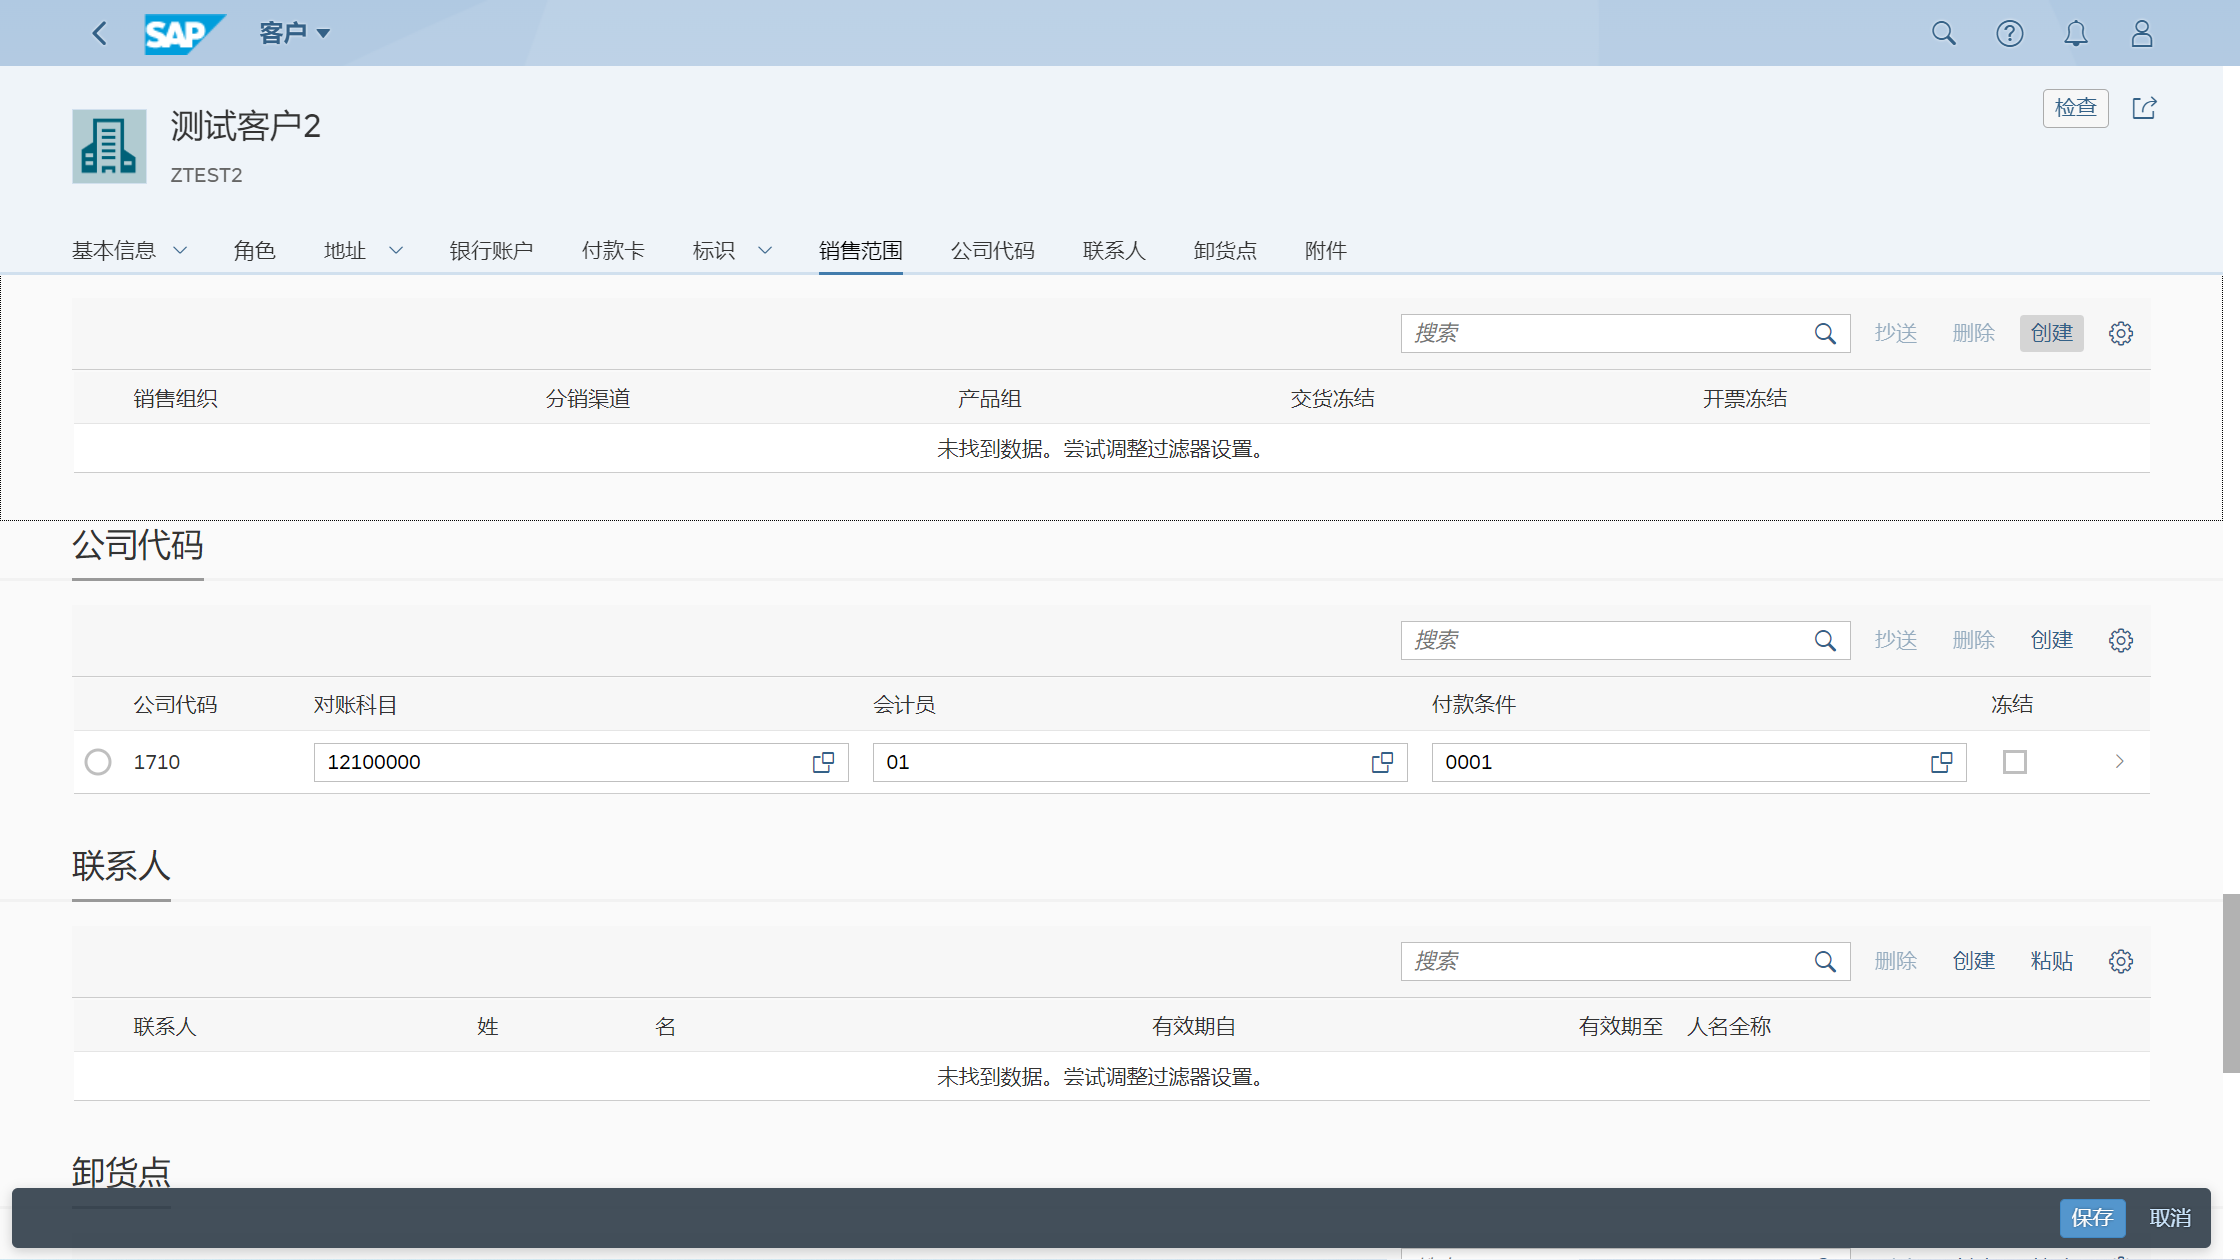 SAP 客户
测试客户2
检查
ZTEST2
基本信息 角色 地址 银行账户 付款卡 标识 销售范围 公司代码 联系人 卸货点 附件
搜索 抄送 删除 创建
销售组织 分销渠道 产品组 交货冻结 开票冻结
未找到数据。尝试调整过滤器设置。
公司代码
搜索 抄送 删除 创建
公司代码 对账科目 会计员 付款条件 冻结
1710 12100000 01 0001
联系人
搜索 删除 创建 粘贴
联系人 姓 名 有效期自 有效期至 人名全称
未找到数据。尝试调整过滤器设置。
卸货点
保存 取消